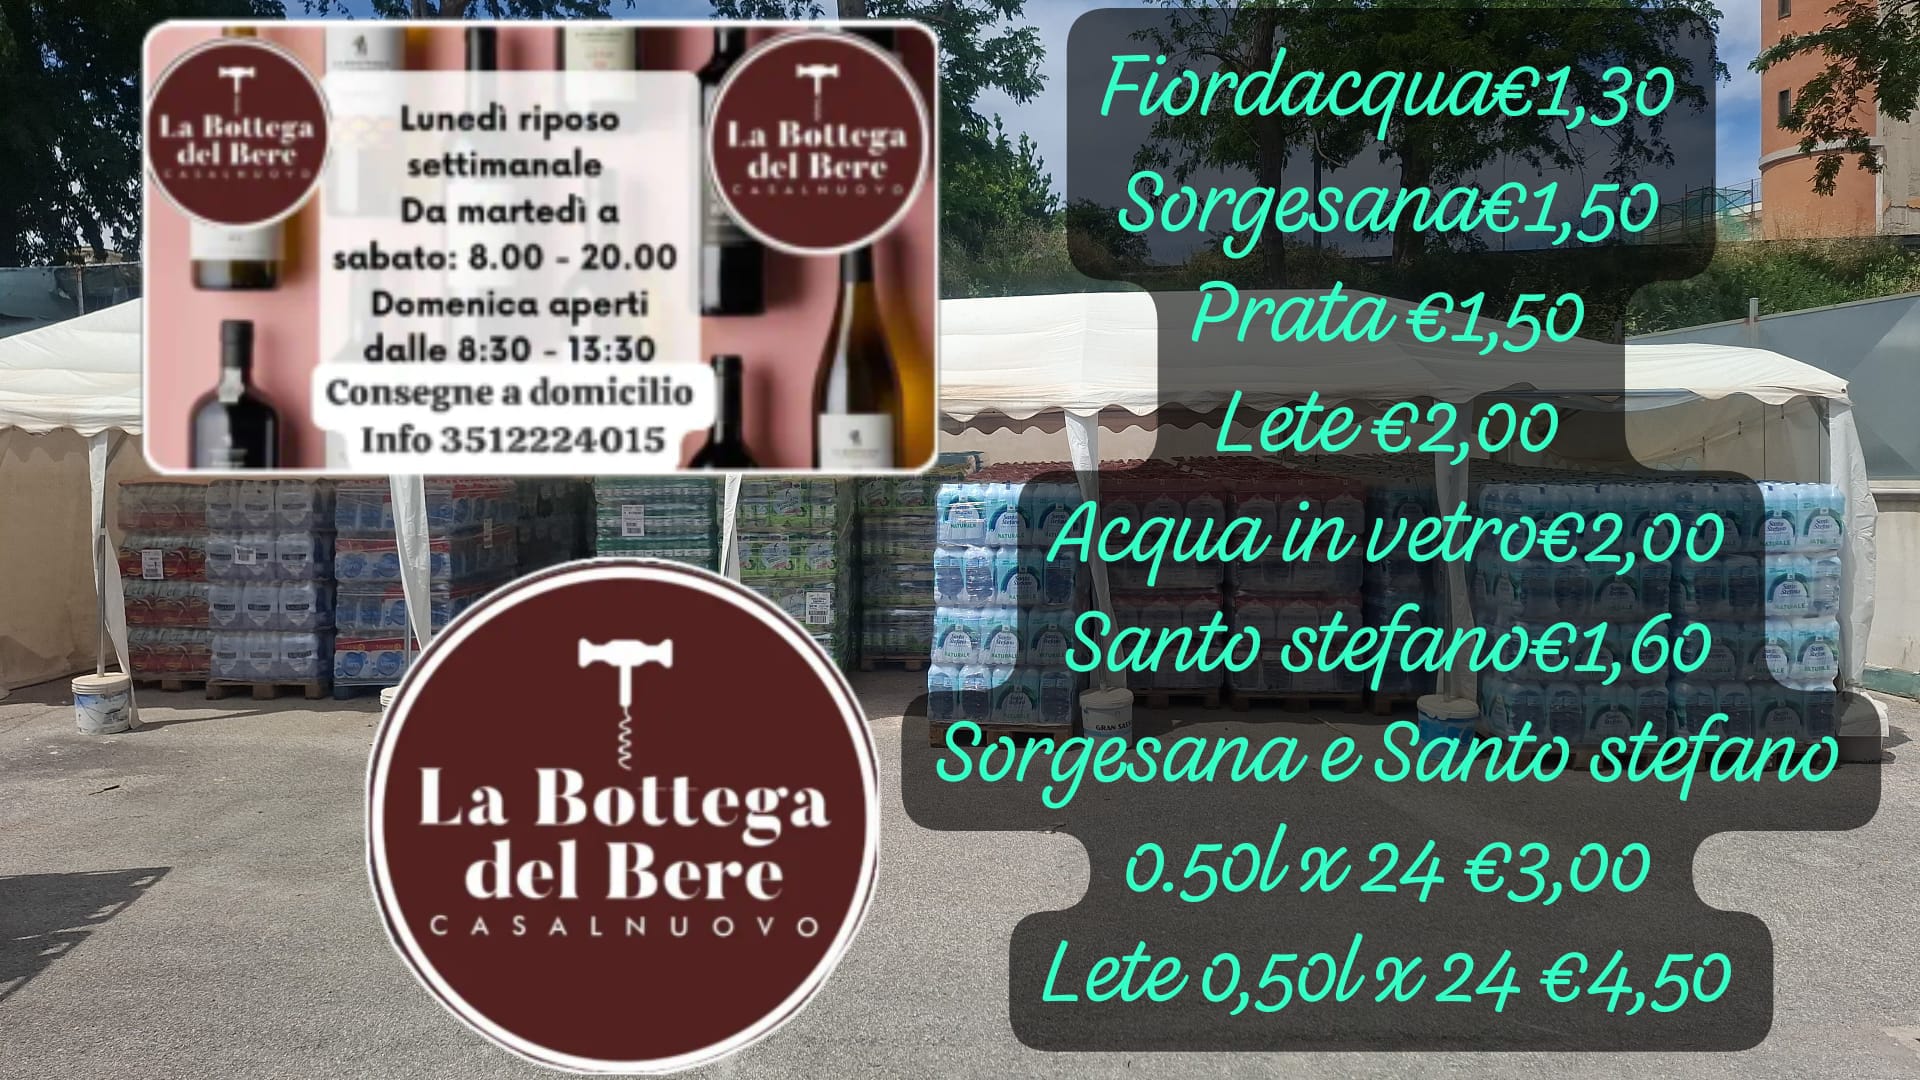 La Bottega
del Bere
CASALNUOVO
Lunedì riposo
settimanale
Da martedì a
sabato: 8.00 - 20.00
Domenica aperti
dalle 8:30 - 13:30
Consegne a domicilio
Info 3512224015
La Bottega
del Bere
CASALNUOVO
La Bottega
del Bere
CASALNUOVO
Fiordacqua€1,30
Sorgesana€1,50
Prata €1,50
Lete €2,00
Acqua in vetro€2,00
Santo stefano€1,60
Sorgesana e Santo stefano
0.50l x 24 €3,00
Lete 0,50l x 24 €4,50
Santo
Stefano
NATURALE